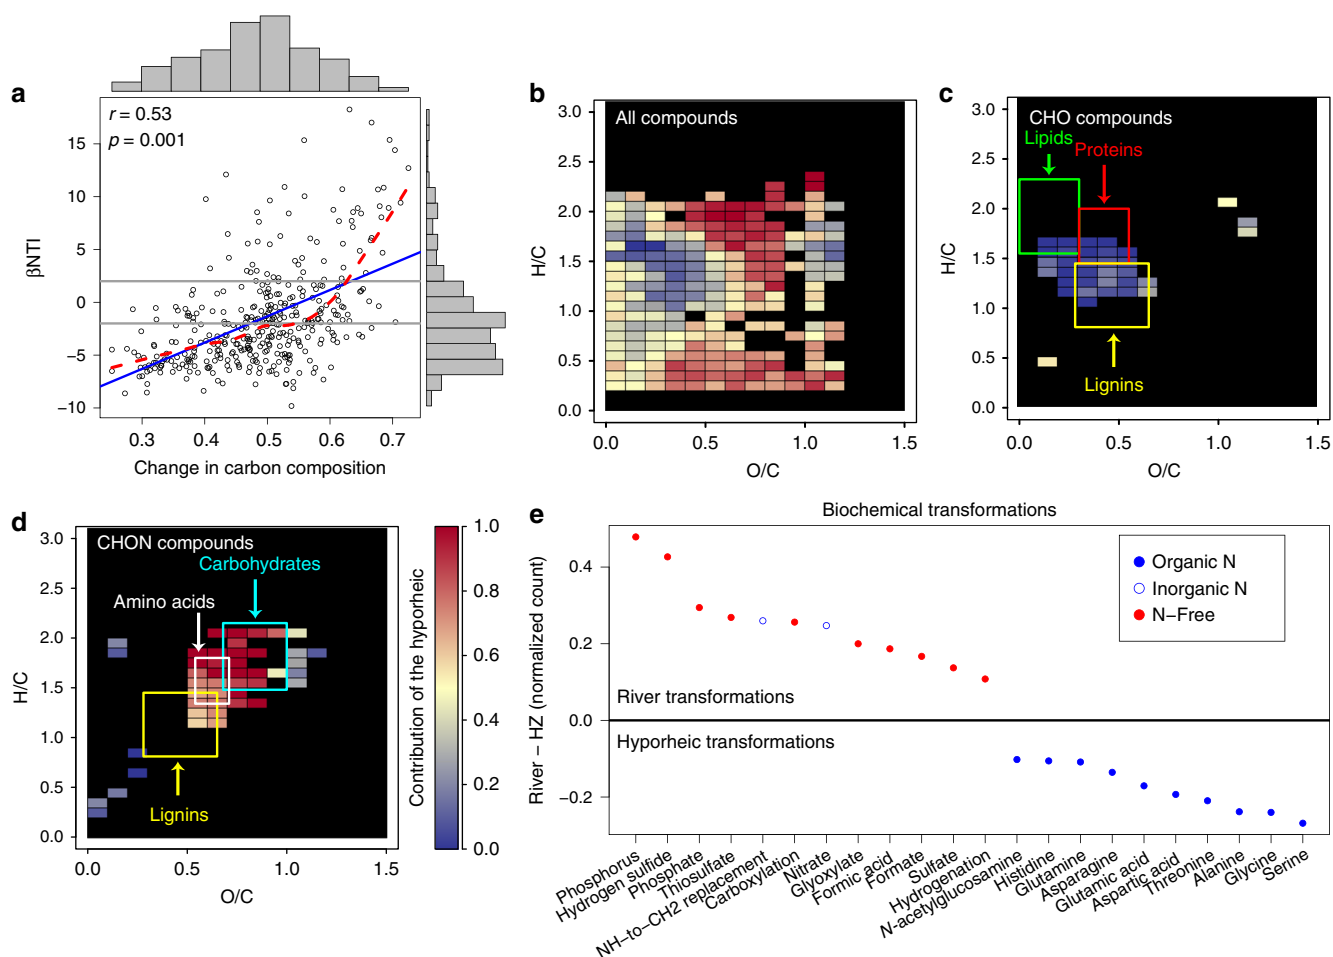 a
r = 0.53
p = 0.001
βNTI
15
10
5
0
−5
−10
0.3
0.4
0.5
0.6
0.7
Change in carbon composition
b
All compounds
H/C
3.0
2.5
2.0
1.5
1.0
0.5
0.0
0.0
0.5
1.0
1.5
O/C
c
CHO compounds
Lipids
Proteins
Lignins
H/C
3.0
2.5
2.0
1.5
1.0
0.5
0.0
0.0
0.5
1.0
1.5
O/C
d
CHON compounds
Carbohydrates
Amino acids
Lignins
H/C
3.0
2.5
2.0
1.5
1.0
0.5
0.0
0.0
0.5
1.0
1.5
O/C
Contribution of the hyporheic
1.0
0.8
0.6
0.4
0.2
0.0
e
Biochemical transformations
Organic N
Inorganic N
N−Free
River − HZ (normalized count)
0.4
0.2
0.0
−0.2
River transformations
Hyporheic transformations
Phosphorus
Hydrogen sulfide
Phosphate
Thiosulfate
NH−to−CH2 replacement
Carboxylation
Nitrate
Glyoxylate
Formic acid
Formate
Sulfate
Hydrogenation
N-acetylglucosamine
Histidine
Glutamine
Asparagine
Glutamic acid
Aspartic acid
Threonine
Alanine
Glycine
Serine